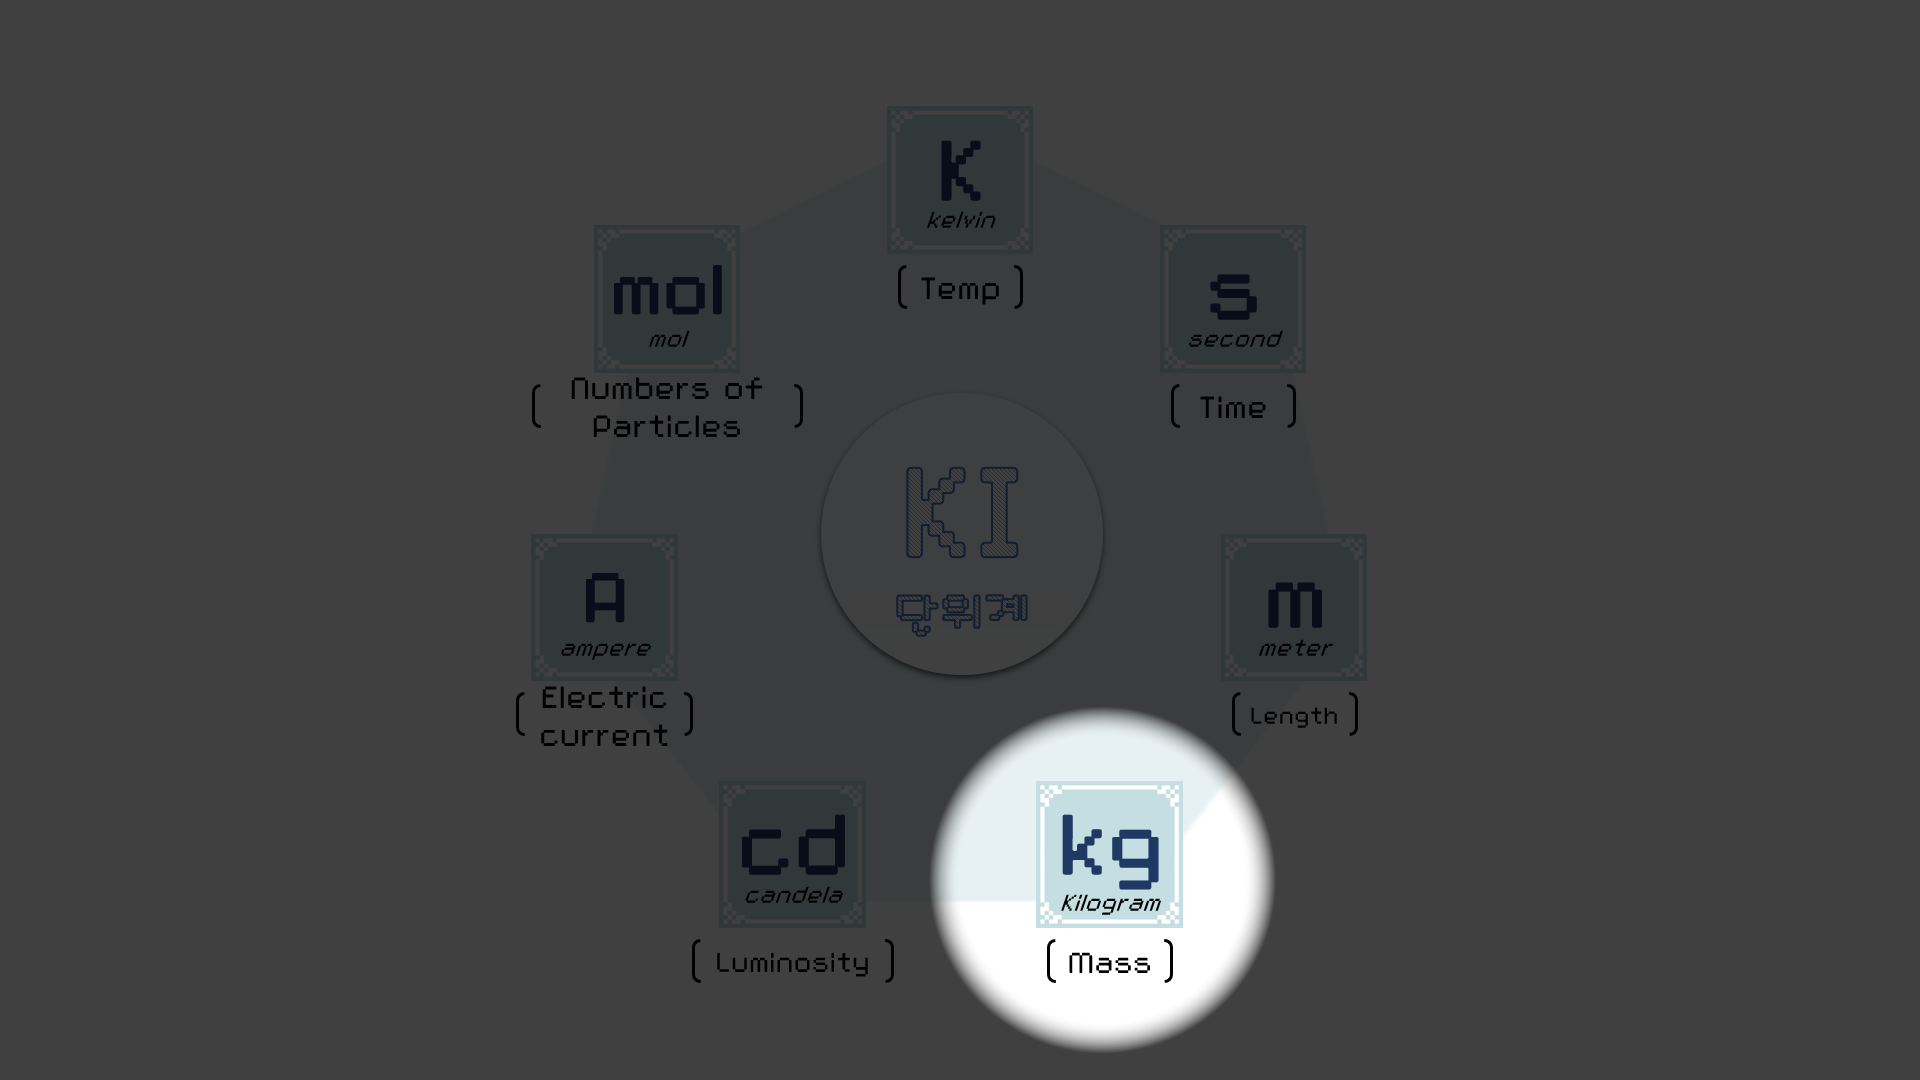 K
kelvin
Temp
mol
mol
Numbers of
Particles
s
second
Time
KI
단위계
A
ampere
Electric
current
m
meter
Length
cd
candela
Luminosity
kg
Kilogram
Mass